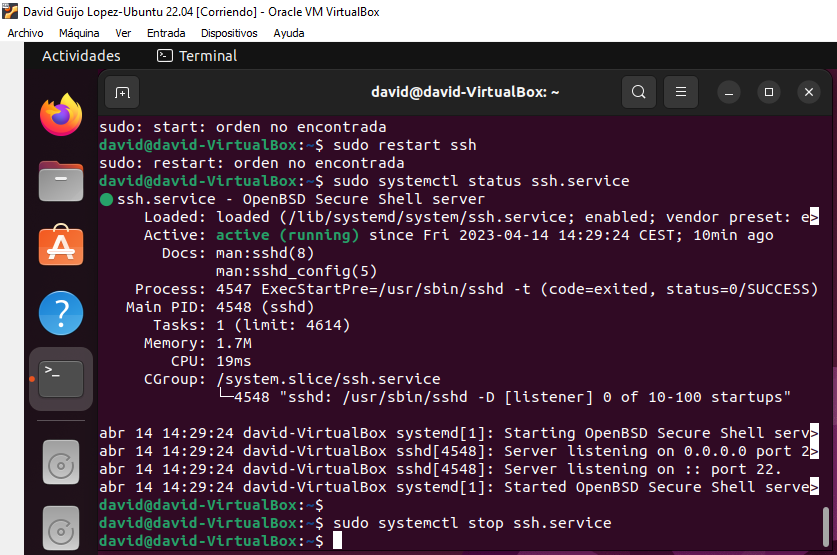 David Guijo Lopez-Ubuntu 22.04 [Corriendo] - Oracle VM VirtualBox
Archivo Máquina Ver Entrada Dispositivos Ayuda
Actividades Terminal
david@david-VirtualBox: ~
sudo: start: orden no encontrada
david@david-VirtualBox:~$ sudo restart ssh
sudo: restart: orden no encontrada
david@david-VirtualBox:~$ sudo systemctl status ssh.service
● ssh.service - OpenBSD Secure Shell server
Loaded: loaded (/lib/systemd/system/ssh.service; enabled; vendor preset: e>
Active: active (running) since Fri 2023-04-14 14:29:24 CEST; 10min ago
Docs: man:sshd(8)
man:sshd_config(5)
Process: 4547 ExecStartPre=/usr/sbin/sshd -t (code=exited, status=0/SUCCESS)
Main PID: 4548 (sshd)
Tasks: 1 (limit: 4614)
Memory: 1.7M
CPU: 19ms
CGroup: /system.slice/ssh.service
└─4548 "sshd: /usr/sbin/sshd -D [listener] 0 of 10-100 startups"
abr 14 14:29:24 david-VirtualBox systemd[1]: Starting OpenBSD Secure Shell serv>
abr 14 14:29:24 david-VirtualBox sshd[4548]: Server listening on 0.0.0.0 port 2>
abr 14 14:29:24 david-VirtualBox sshd[4548]: Server listening on :: port 22.
abr 14 14:29:24 david-VirtualBox systemd[1]: Started OpenBSD Secure Shell serve>
david@david-VirtualBox:~$
david@david-VirtualBox:~$ sudo systemctl stop ssh.service
david@david-VirtualBox:~$